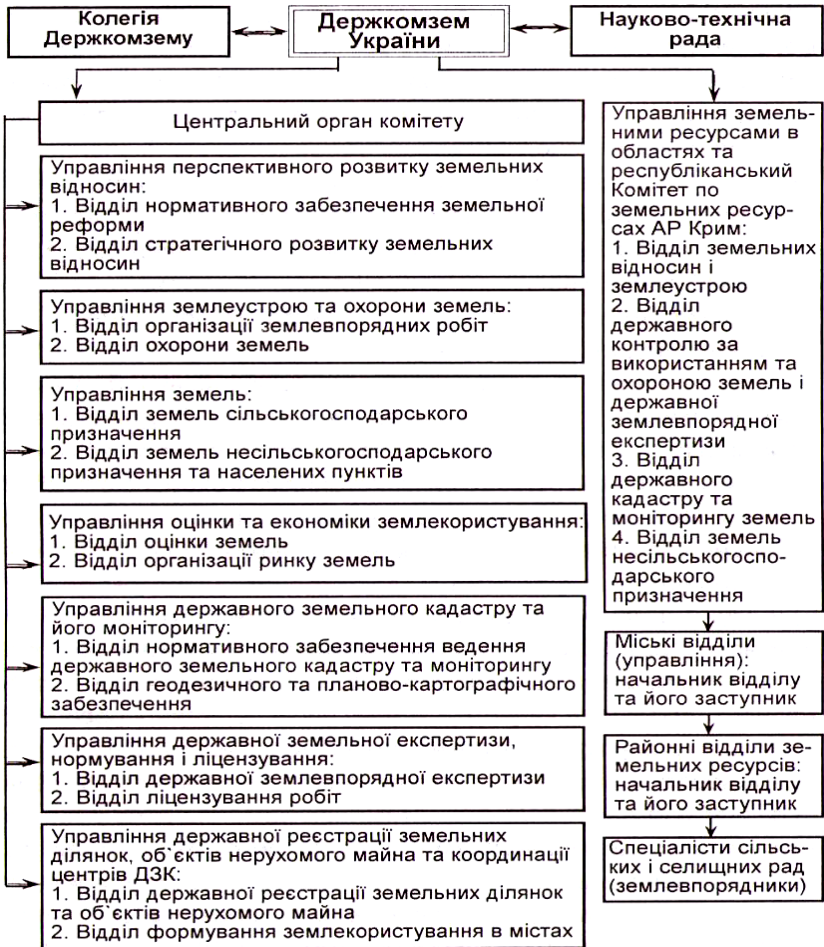 Колегія
Держкомзему
Держкомзем
України
Науково-технічна
рада
Центральний орган комітету
Управління перспективного розвитку земельних
відносин:
1. Відділ нормативного забезпечення земельної
реформи
2. Відділ стратегічного розвитку земельних
відносин
Управління землеустрою та охорони земель:
1. Відділ організації землевпорядних робіт
2. Відділ охорони земель
Управління земель:
1. Відділ земель сільськогосподарського
призначення
2. Відділ земель несільськогосподарського
призначення та населених пунктів
Управління оцінки та економіки землекористування:
1. Відділ оцінки земель
2. Відділ організації ринку земель
Управління державного земельного кадастру та
його моніторингу:
1. Відділ нормативного забезпечення ведення
державного земельного кадастру та моніторингу
2. Відділ геодезичного та планово-картографічного
забезпечення
Управління державної земельної експертизи,
нормування і ліцензування:
1. Відділ державної землевпорядної експертизи
2. Відділ ліцензування робіт
Управління державної реєстрації земельних
ділянок, об`єктів нерухомого майна та координації
центрів ДЗК:
1. Відділ державної реєстрації земельних ділянок
та об`єктів нерухомого майна
2. Відділ формування землекористування в містах
Управління земель-
ними ресурсами в
областях та
республіканський
Комітет по
земельних ресур-
сах АР Крим:
1. Відділ земельних
відносин і
землеустрою
2. Відділ
державного
контролю за
використанням та
охороною земель і
державної
землевпорядної
експертизи
3. Відділ
державного
кадастру та
моніторингу земель
4. Відділ земель
несільськогоспо-
дарського
призначення
Міські відділи
(управління):
начальник відділу
та його заступник
Районні відділи зе-
мельних ресурсів:
начальник відділу
та його заступник
Спеціалісти сільсь-
ких і селищних рад
(землевпорядники)